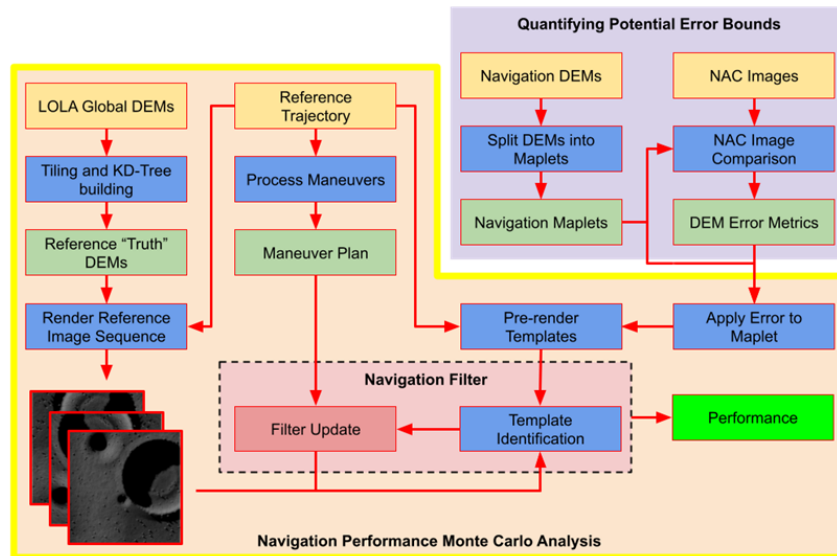 Quantifying Potential Error Bounds
LOLA Global DEMs
Reference
Trajectory
Navigation DEMs
NAC Images
Tiling and KD-Tree
building
Process Maneuvers
Split DEMs into
Maplets
NAC Image
Comparison
Reference “Truth”
DEMs
Maneuver Plan
Navigation Maplets
DEM Error Metrics
Render Reference
Image Sequence
Pre-render
Templates
Apply Error to
Maplet
Navigation Filter
Filter Update
Template
Identification
Performance
Navigation Performance Monte Carlo Analysis